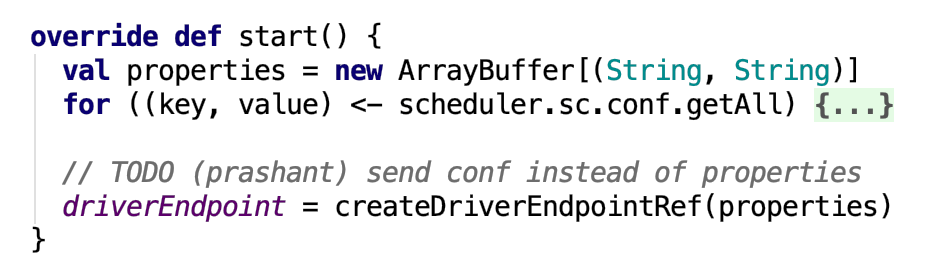 override def start() {
val properties = new ArrayBuffer[(String, String)]
for ((key, value) <- scheduler.sc.conf.getAll) {...}
// TODO (prashant) send conf instead of properties
driverEndpoint = createDriverEndpointRef(properties)
}